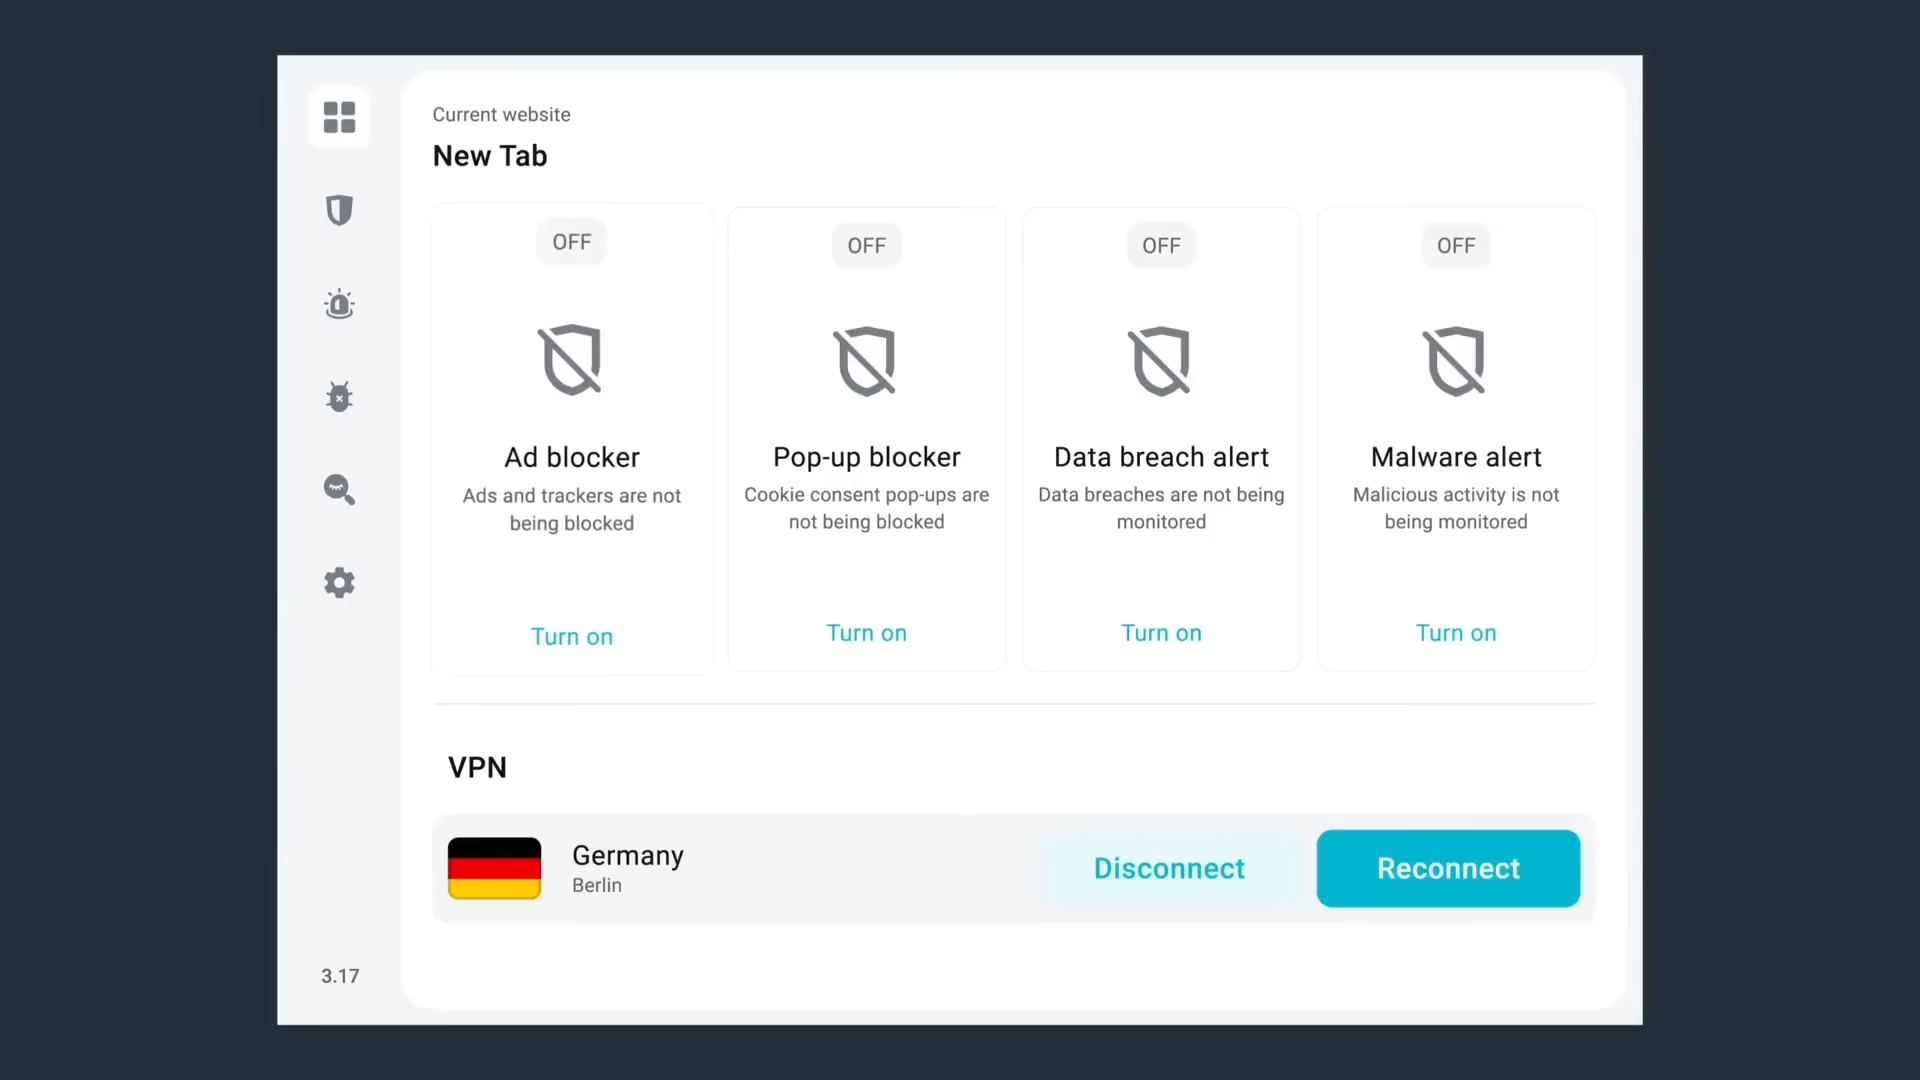 Current website
New Tab
OFF
OFF
OFF
OFF
Ad blocker
Ads and trackers are not
being blocked
Turn on
Pop-up blocker
Cookie consent pop-ups are
not being blocked
Turn on
Data breach alert
Data breaches are not being
monitored
Turn on
Malware alert
Malicious activity is not
being monitored
Turn on
VPN
Germany
Berlin
Disconnect
Reconnect
3.17